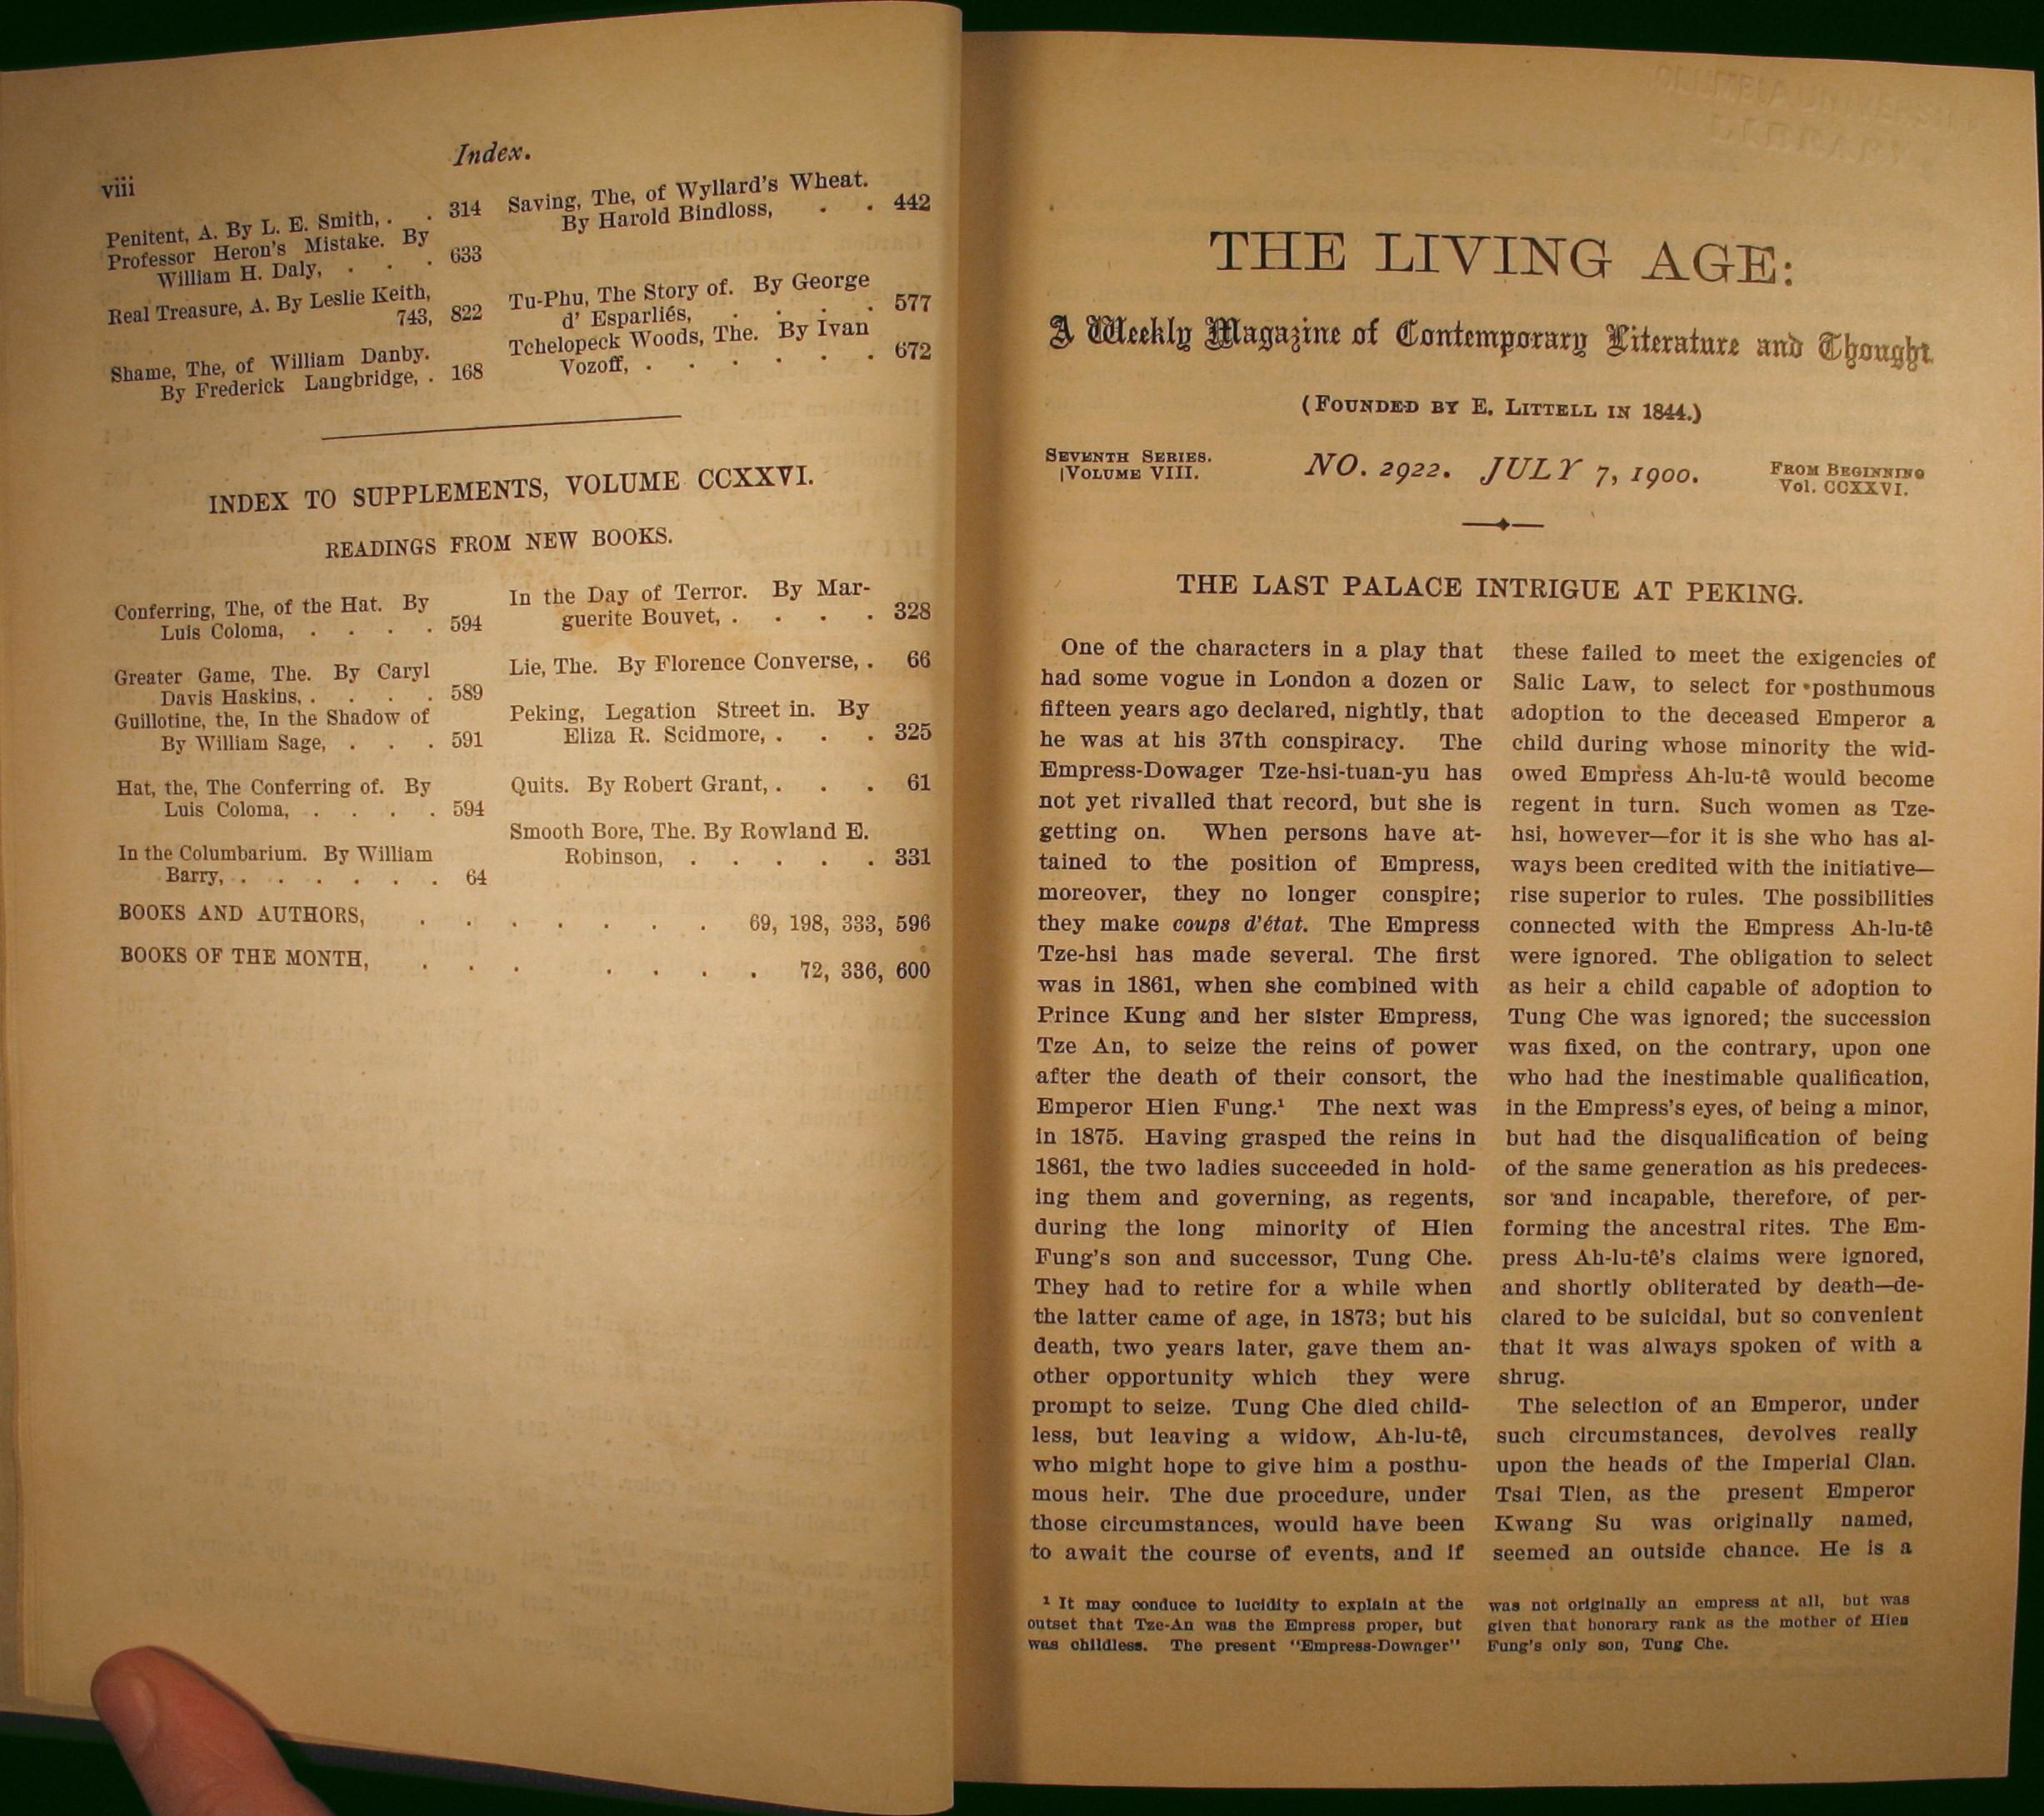 viii
Index.
Penitent, A. By L. E. Smith, . . 314
Professor Heron's Mistake. By
William H. Daly, . . . 633
Real Treasure, A. By Leslie Keith,
743, 822
Shame, The, of William Danby.
By Frederick Langbridge, . 168
Saving, The, of Wyllard's Wheat.
By Harold Bindloss, . . 442
Tu-Phu, The Story of. By George
d' Esparliés, . . . . 577
Tchelopeck Woods, The. By Ivan
Vozoff, . . . . . . 672
INDEX TO SUPPLEMENTS, VOLUME CCXXVI.
READINGS FROM NEW BOOKS.
Conferring, The, of the Hat. By
Luis Coloma, . . . . 594
Greater Game, The. By Caryl
Davis Haskins, . . . . 589
Guillotine, the, In the Shadow of
By William Sage, . . . 591
Hat, the, The Conferring of. By
Luis Coloma, . . . . 594
In the Columbarium. By William
Barry, . . . . . . 64
In the Day of Terror. By Mar-
guerite Bouvet, . . . . 328
Lie, The. By Florence Converse, . 66
Peking, Legation Street in. By
Eliza R. Scidmore, . . . 325
Quits. By Robert Grant, . . . 61
Smooth Bore, The. By Rowland E.
Robinson, . . . . . 331
BOOKS AND AUTHORS, . . . . . . . 69, 198, 333, 596
BOOKS OF THE MONTH, . . . . . . . 72, 336, 600
THE LIVING AGE:
A Weekly Magazine of Contemporary Literature and Thought.
(FOUNDED BY E. LITTELL IN 1844.)
SEVENTH SERIES.
VOLUME VIII.
NO. 2922. JULY 7, 1900.
FROM BEGINNING
Vol. CCXXVI.
THE LAST PALACE INTRIGUE AT PEKING.
One of the characters in a play that
had some vogue in London a dozen or
fifteen years ago declared, nightly, that
he was at his 37th conspiracy. The
Empress-Dowager Tze-hsi-tuan-yu has
not yet rivalled that record, but she is
getting on. When persons have at-
tained to the position of Empress,
moreover, they no longer conspire;
they make coups d'état. The Empress
Tze-hsi has made several. The first
was in 1861, when she combined with
Prince Kung and her sister Empress,
Tze An, to seize the reins of power
after the death of their consort, the
Emperor Hien Fung.¹ The next was
in 1875. Having grasped the reins in
1861, the two ladies succeeded in hold-
ing them and governing, as regents,
during the long minority of Hien
Fung's son and successor, Tung Che.
They had to retire for a while when
the latter came of age, in 1873; but his
death, two years later, gave them an-
other opportunity which they were
prompt to seize. Tung Che died child-
less, but leaving a widow, Ah-lu-tê,
who might hope to give him a posthu-
mous heir. The due procedure, under
those circumstances, would have been
to await the course of events, and if
these failed to meet the exigencies of
Salic Law, to select for posthumous
adoption to the deceased Emperor a
child during whose minority the wid-
owed Empress Ah-lu-tê would become
regent in turn. Such women as Tze-
hsi, however—for it is she who has al-
ways been credited with the initiative—
rise superior to rules. The possibilities
connected with the Empress Ah-lu-tê
were ignored. The obligation to select
as heir a child capable of adoption to
Tung Che was ignored; the succession
was fixed, on the contrary, upon one
who had the inestimable qualification,
in the Empress's eyes, of being a minor,
but had the disqualification of being
of the same generation as his predeces-
sor and incapable, therefore, of per-
forming the ancestral rites. The Em-
press Ah-lu-tê's claims were ignored,
and shortly obliterated by death—de-
clared to be suicidal, but so convenient
that it was always spoken of with a
shrug.
The selection of an Emperor, under
such circumstances, devolves really
upon the heads of the Imperial Clan.
Tsai Tien, as the present Emperor
Kwang Su was originally named,
seemed an outside chance. He is a
¹ It may conduce to lucidity to explain at the
outset that Tze-An was the Empress proper, but
was childless. The present "Empress-Dowager"
was not originally an empress at all, but was
given that honorary rank as the mother of Hien
Fung's only son, Tung Che.